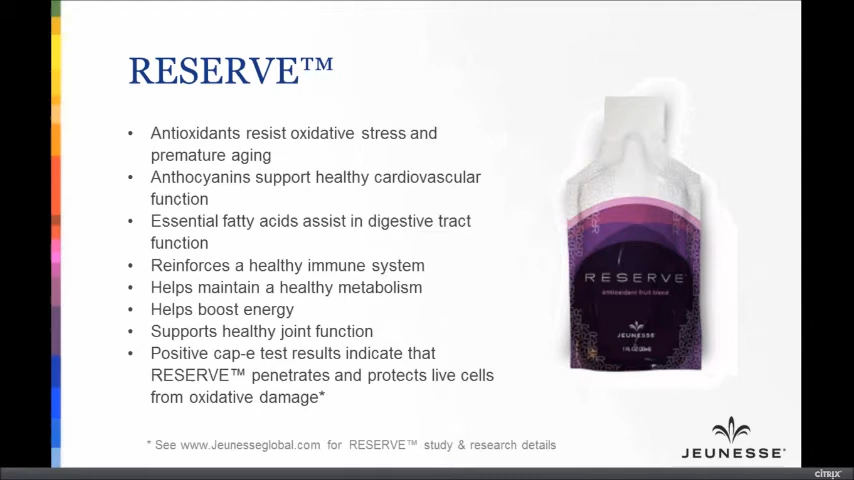 RESERVE™
• Antioxidants resist oxidative stress and
premature aging
• Anthocyanins support healthy cardiovascular
function
• Essential fatty acids assist in digestive tract
function
• Reinforces a healthy immune system
• Helps maintain a healthy metabolism
• Helps boost energy
• Supports healthy joint function
• Positive cap-e test results indicate that
RESERVE™ penetrates and protects live cells
from oxidative damage*
* See www.Jeunesseglobal.com for RESERVE™ study & research details
RESERVE
antioxidant fruit blend
JEUNESSE
JEUNESSE
CITRIX